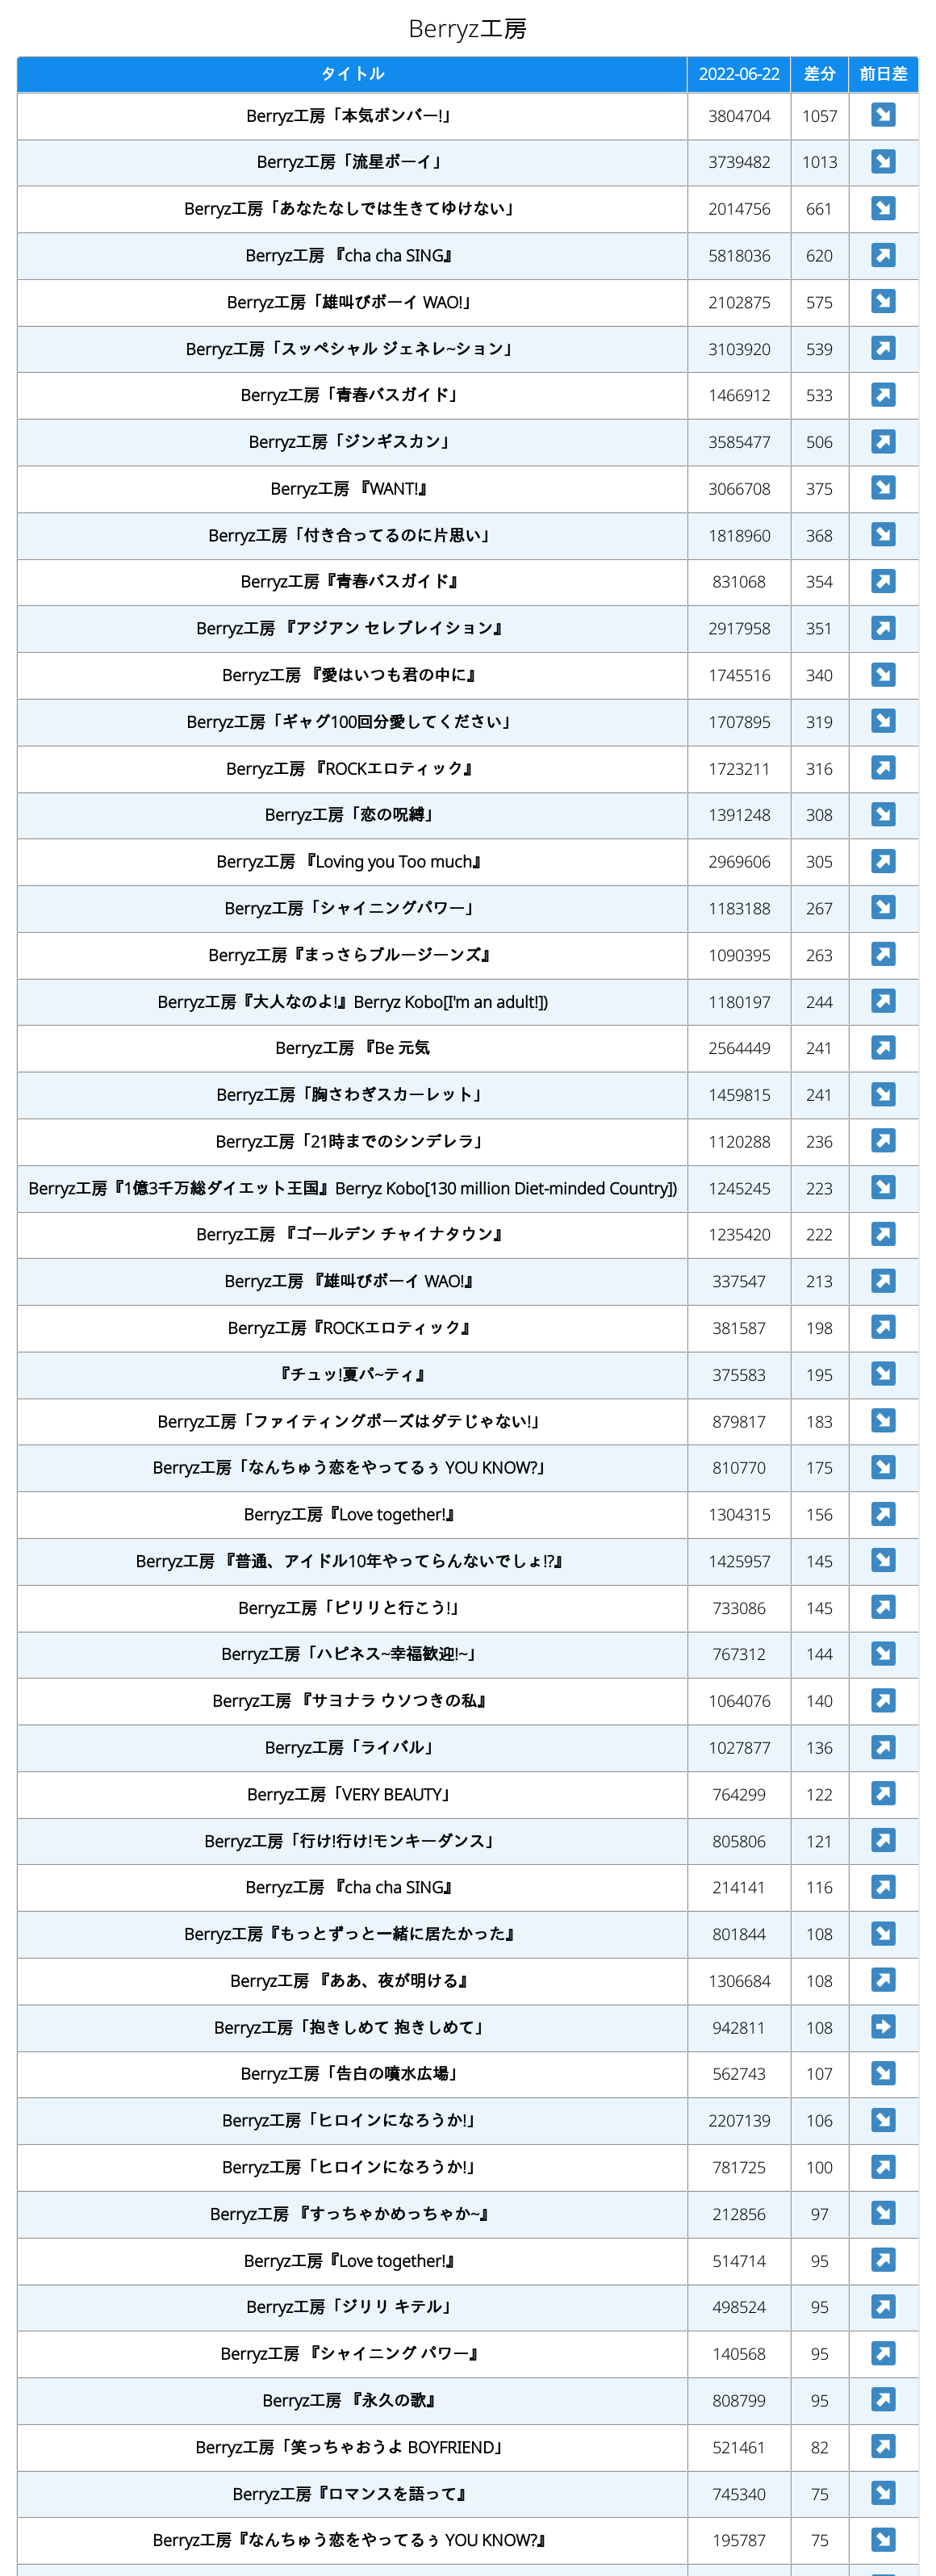 Berryz工房
タイトル 2022-06-22 差分 前日差
Berryz工房「本気ボンバー!」 3804704 1057 ↘
Berryz工房「流星ボーイ」 3739482 1013 ↘
Berryz工房「あなたなしでは生きてゆけない」 2014756 661 ↘
Berryz工房 『cha cha SING』 5818036 620 ↗
Berryz工房「雄叫びボーイ WAO!」 2102875 575 ↘
Berryz工房「スッペシャル ジェネレ~ション」 3103920 539 ↗
Berryz工房「青春バスガイド」 1466912 533 ↗
Berryz工房「ジンギスカン」 3585477 506 ↗
Berryz工房 『WANT!』 3066708 375 ↘
Berryz工房「付き合ってるのに片思い」 1818960 368 ↘
Berryz工房『青春バスガイド』 831068 354 ↗
Berryz工房 『アジアン セレブレイション』 2917958 351 ↗
Berryz工房 『愛はいつも君の中に』 1745516 340 ↘
Berryz工房「ギャグ100回分愛してください」 1707895 319 ↘
Berryz工房 『ROCKエロティック』 1723211 316 ↗
Berryz工房「恋の呪縛」 1391248 308 ↘
Berryz工房 『Loving you Too much』 2969606 305 ↗
Berryz工房「シャイニングパワー」 1183188 267 ↘
Berryz工房『まっさらブルージーンズ』 1090395 263 ↗
Berryz工房『大人なのよ!』Berryz Kobo[I'm an adult!]) 1180197 244 ↗
Berryz工房 『Be 元気 2564449 241 ↗
Berryz工房「胸さわぎスカーレット」 1459815 241 ↘
Berryz工房「21時までのシンデレラ」 1120288 236 ↗
Berryz工房『1億3千万総ダイエット王国』Berryz Kobo[130 million Diet-minded Country]) 1245245 223 ↘
Berryz工房 『ゴールデン チャイナタウン』 1235420 222 ↗
Berryz工房 『雄叫びボーイ WAO!』 337547 213 ↗
Berryz工房『ROCKエロティック』 381587 198 ↗
『チュッ!夏パ~ティ』 375583 195 ↘
Berryz工房「ファイティングポーズはダテじゃない!」 879817 183 ↘
Berryz工房「なんちゅう恋をやってるぅ YOU KNOW?」 810770 175 ↘
Berryz工房『Love together!』 1304315 156 ↗
Berryz工房 『普通、アイドル10年やってらんないでしょ!?』 1425957 145 ↘
Berryz工房「ピリリと行こう!」 733086 145 ↗
Berryz工房「ハピネス~幸福歓迎!~」 767312 144 ↘
Berryz工房 『サヨナラ ウソつきの私』 1064076 140 ↗
Berryz工房「ライバル」 1027877 136 ↗
Berryz工房「VERY BEAUTY」 764299 122 ↗
Berryz工房「行け!行け!モンキーダンス」 805806 121 ↗
Berryz工房 『cha cha SING』 214141 116 ↗
Berryz工房『もっとずっと一緒に居たかった』 801844 108 ↘
Berryz工房 『ああ、夜が明ける』 1306684 108 ↗
Berryz工房「抱きしめて 抱きしめて」 942811 108 ➡
Berryz工房「告白の噴水広場」 562743 107 ↘
Berryz工房「ヒロインになろうか!」 2207139 106 ↘
Berryz工房「ヒロインになろうか!」 781725 100 ↗
Berryz工房 『すっちゃかめっちゃか~』 212856 97 ↘
Berryz工房『Love together!』 514714 95 ↗
Berryz工房「ジリリ キテル」 498524 95 ↗
Berryz工房 『シャイニング パワー』 140568 95 ↗
Berryz工房 『永久の歌』 808799 95 ↗
Berryz工房「笑っちゃおうよ BOYFRIEND」 521461 82 ↗
Berryz工房『ロマンスを語って』 745340 75 ↘
Berryz工房『なんちゅう恋をやってるぅ YOU KNOW?』 195787 75 ↘